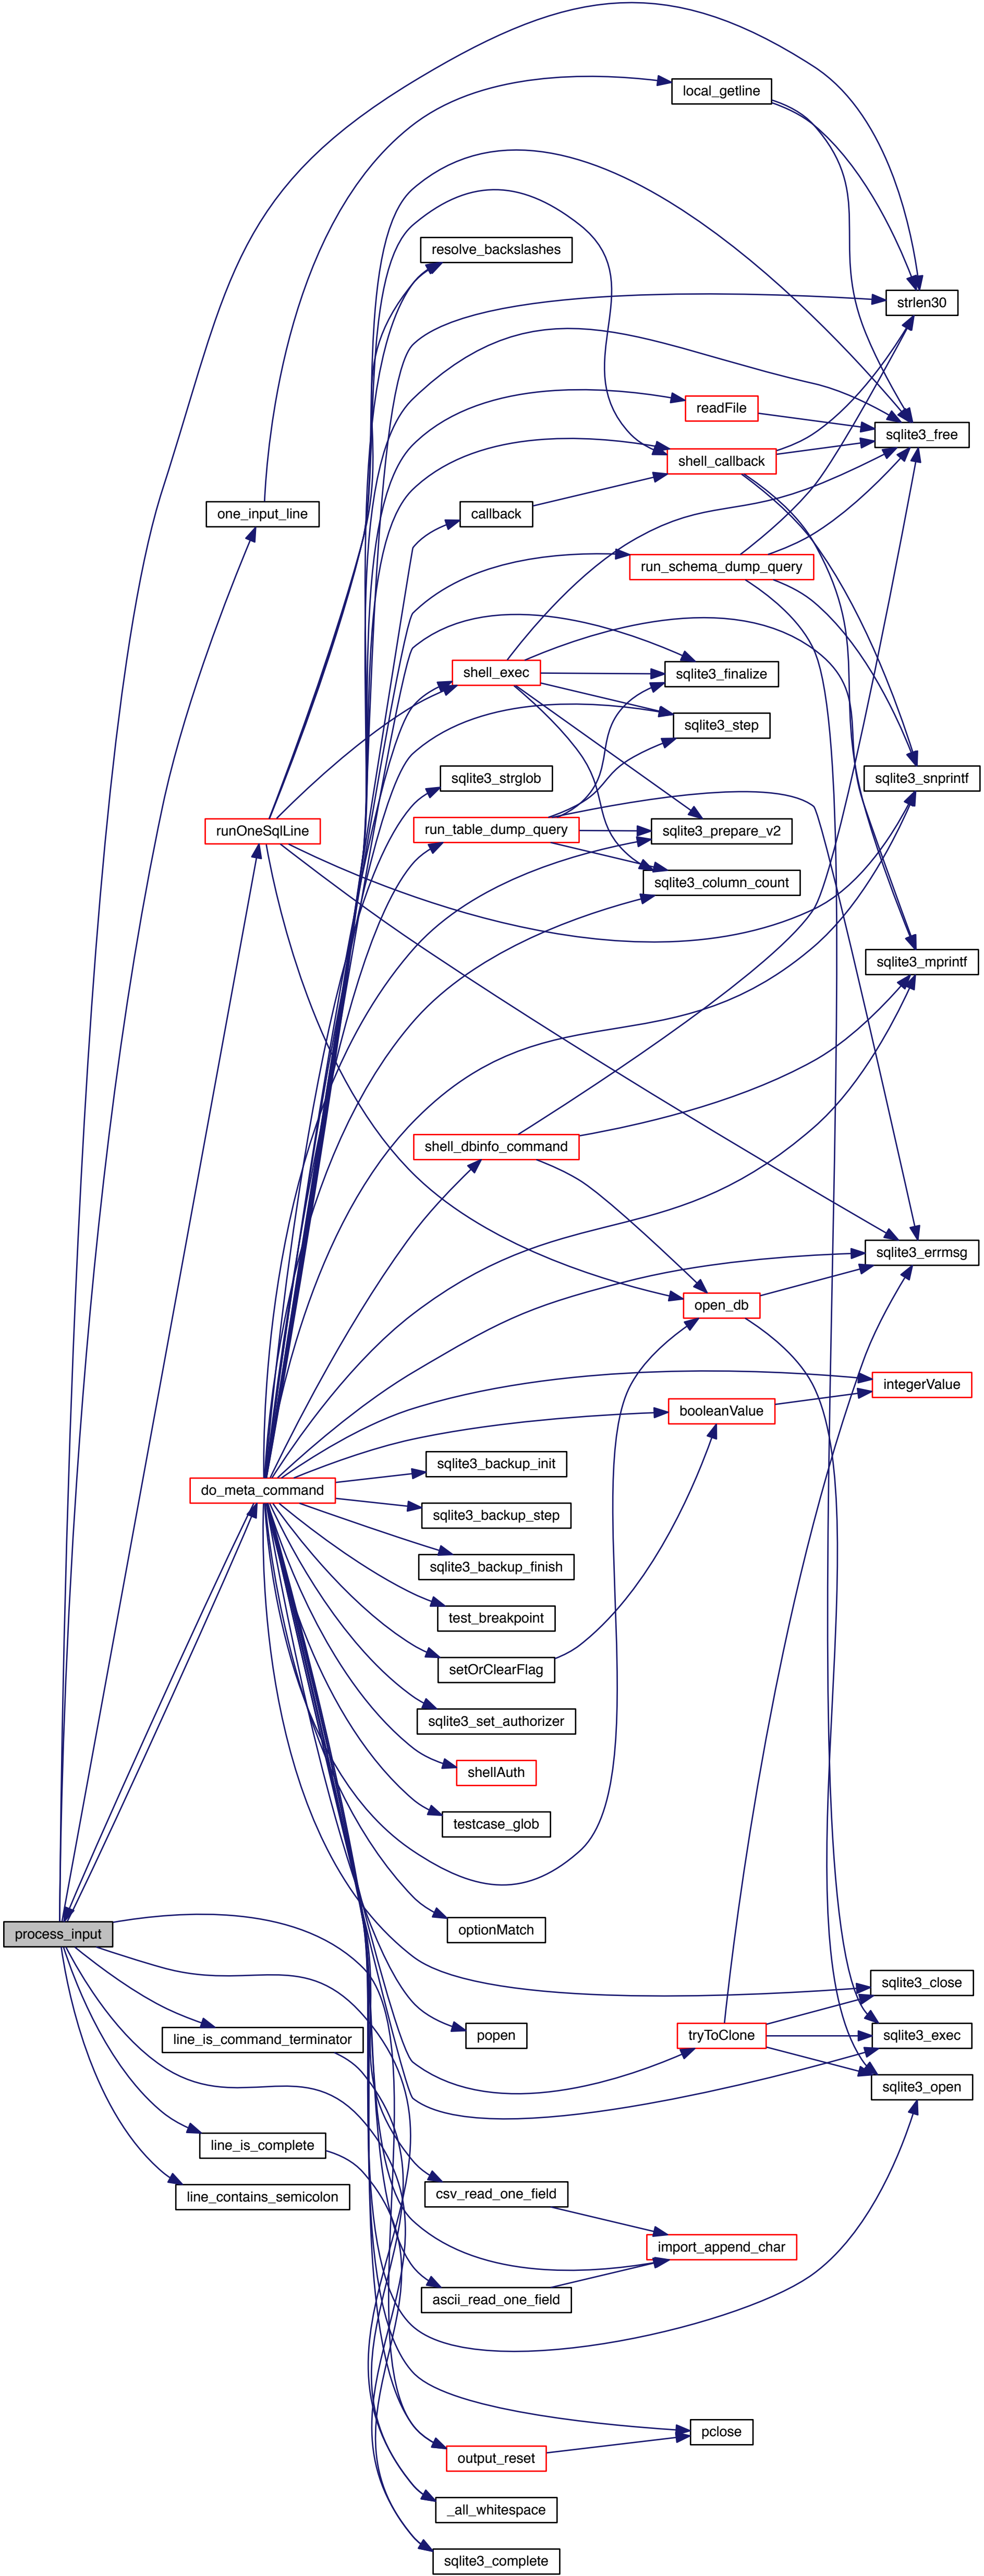 local_getline
resolve_backslashes
strlen30
readFile
sqlite3_free
shell_callback
one_input_line
callback
run_schema_dump_query
shell_exec
sqlite3_finalize
sqlite3_step
sqlite3_strglob
sqlite3_snprintf
runOneSqlLine
run_table_dump_query
sqlite3_prepare_v2
sqlite3_column_count
sqlite3_mprintf
shell_dbinfo_command
sqlite3_errmsg
open_db
integerValue
booleanValue
sqlite3_backup_init
do_meta_command
sqlite3_backup_step
sqlite3_backup_finish
test_breakpoint
setOrClearFlag
sqlite3_set_authorizer
shellAuth
testcase_glob
process_input
optionMatch
sqlite3_close
line_is_command_terminator
popen
tryToClone
sqlite3_exec
sqlite3_open
line_is_complete
line_contains_semicolon
csv_read_one_field
import_append_char
ascii_read_one_field
pclose
output_reset
_all_whitespace
sqlite3_complete